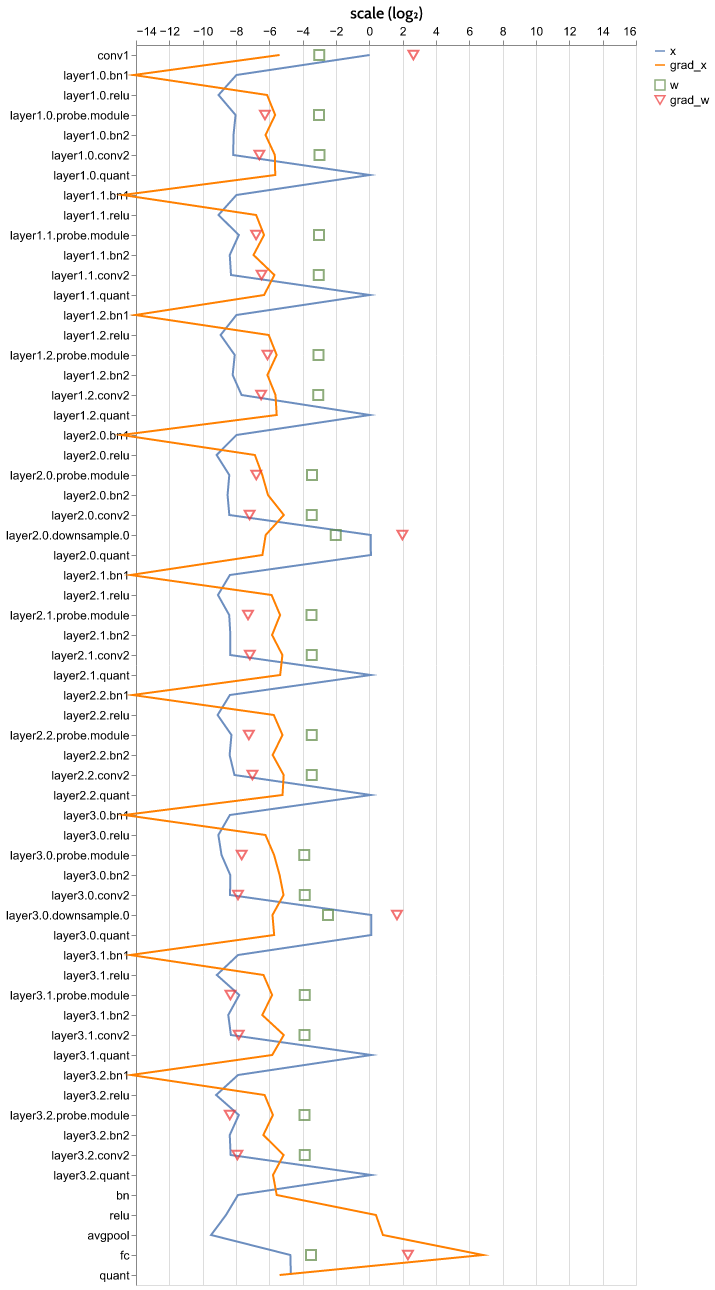 scale (log₂)
−14 −12 −10 −8 −6 −4 −2 0 2 4 6 8 10 12 14 16
x
grad_x
w
grad_w
conv1
layer1.0.bn1
layer1.0.relu
layer1.0.probe.module
layer1.0.bn2
layer1.0.conv2
layer1.0.quant
layer1.1.bn1
layer1.1.relu
layer1.1.probe.module
layer1.1.bn2
layer1.1.conv2
layer1.1.quant
layer1.2.bn1
layer1.2.relu
layer1.2.probe.module
layer1.2.bn2
layer1.2.conv2
layer1.2.quant
layer2.0.bn1
layer2.0.relu
layer2.0.probe.module
layer2.0.bn2
layer2.0.conv2
layer2.0.downsample.0
layer2.0.quant
layer2.1.bn1
layer2.1.relu
layer2.1.probe.module
layer2.1.bn2
layer2.1.conv2
layer2.1.quant
layer2.2.bn1
layer2.2.relu
layer2.2.probe.module
layer2.2.bn2
layer2.2.conv2
layer2.2.quant
layer3.0.bn1
layer3.0.relu
layer3.0.probe.module
layer3.0.bn2
layer3.0.conv2
layer3.0.downsample.0
layer3.0.quant
layer3.1.bn1
layer3.1.relu
layer3.1.probe.module
layer3.1.bn2
layer3.1.conv2
layer3.1.quant
layer3.2.bn1
layer3.2.relu
layer3.2.probe.module
layer3.2.bn2
layer3.2.conv2
layer3.2.quant
bn
relu
avgpool
fc
quant